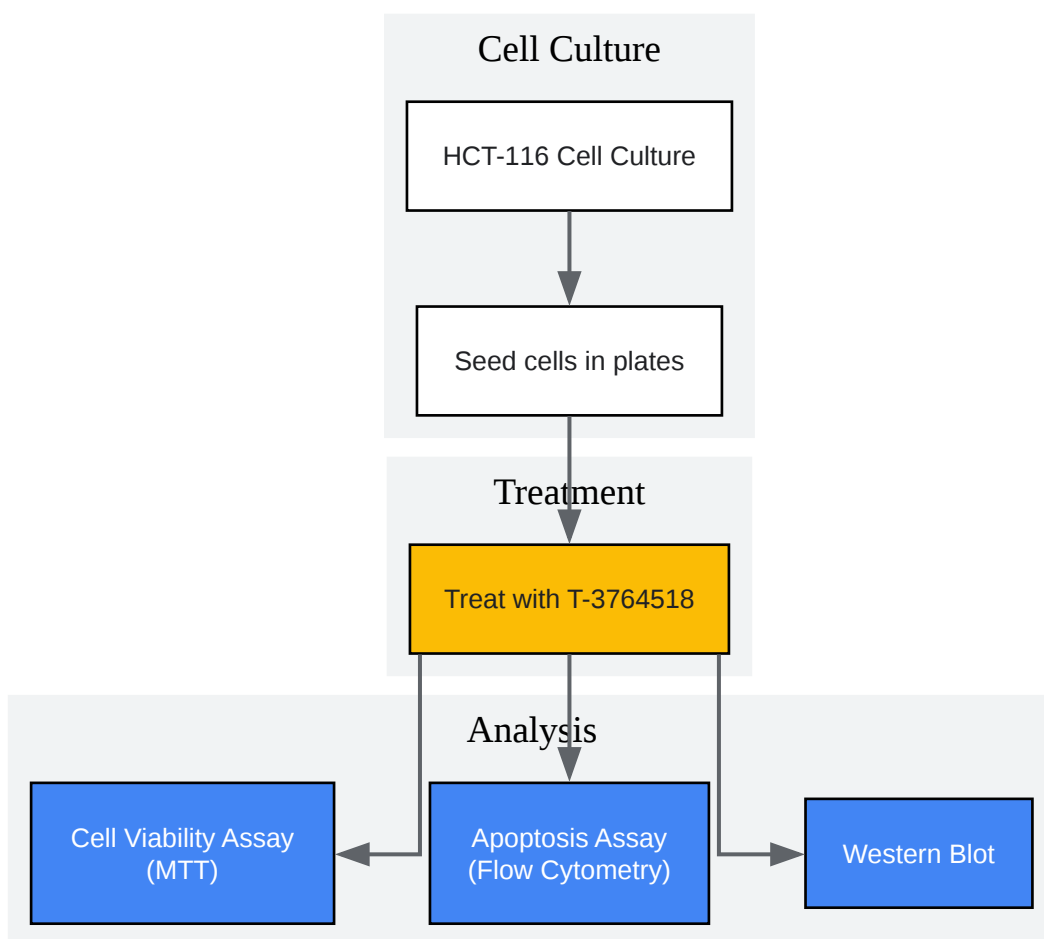 Cell Culture
HCT-116 Cell Culture
Seed cells in plates
Treatment
Treat with T-3764518
Analysis
Cell Viability Assay
(MTT)
Apoptosis Assay
(Flow Cytometry)
Western Blot